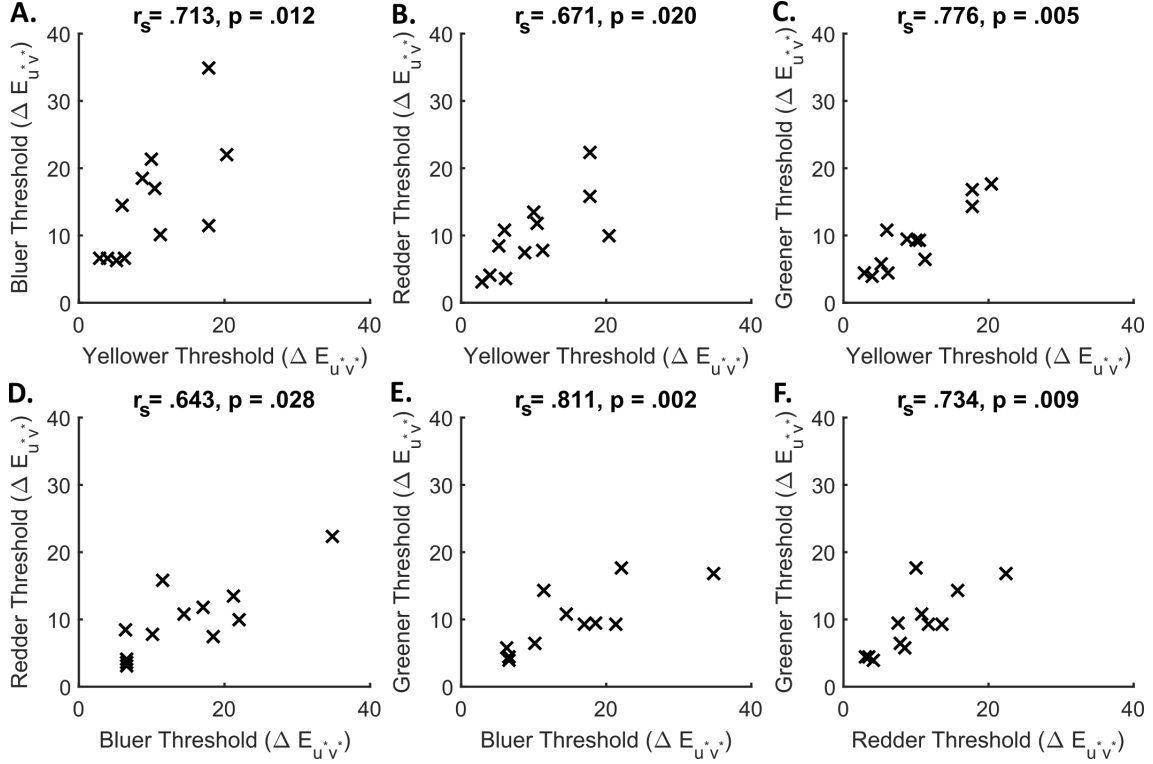 A.
r_s= .713, p = .012
Bluer Threshold (Δ E_u*v*)
40
30
20
10
0
0 20 40
Yellower Threshold (Δ E_u*v*)
B.
r_s= .671, p = .020
Redder Threshold (Δ E_u*v*)
40
30
20
10
0
0 20 40
Yellower Threshold (Δ E_u*v*)
C.
r_s= .776, p = .005
Greener Threshold (Δ E_u*v*)
40
30
20
10
0
0 20 40
Yellower Threshold (Δ E_u*v*)
D.
r_s= .643, p = .028
Redder Threshold (Δ E_u*v*)
40
30
20
10
0
0 20 40
Bluer Threshold (Δ E_u*v*)
E.
r_s= .811, p = .002
Greener Threshold (Δ E_u*v*)
40
30
20
10
0
0 20 40
Bluer Threshold (Δ E_u*v*)
F.
r_s= .734, p = .009
Greener Threshold (Δ E_u*v*)
40
30
20
10
0
0 20 40
Redder Threshold (Δ E_u*v*)